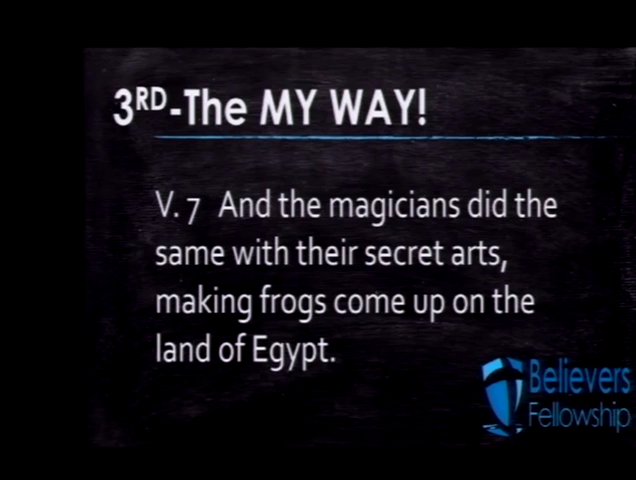 3RD-The MY WAY!
V. 7 And the magicians did the
same with their secret arts,
making frogs come up on the
land of Egypt.
Believers
Fellowship